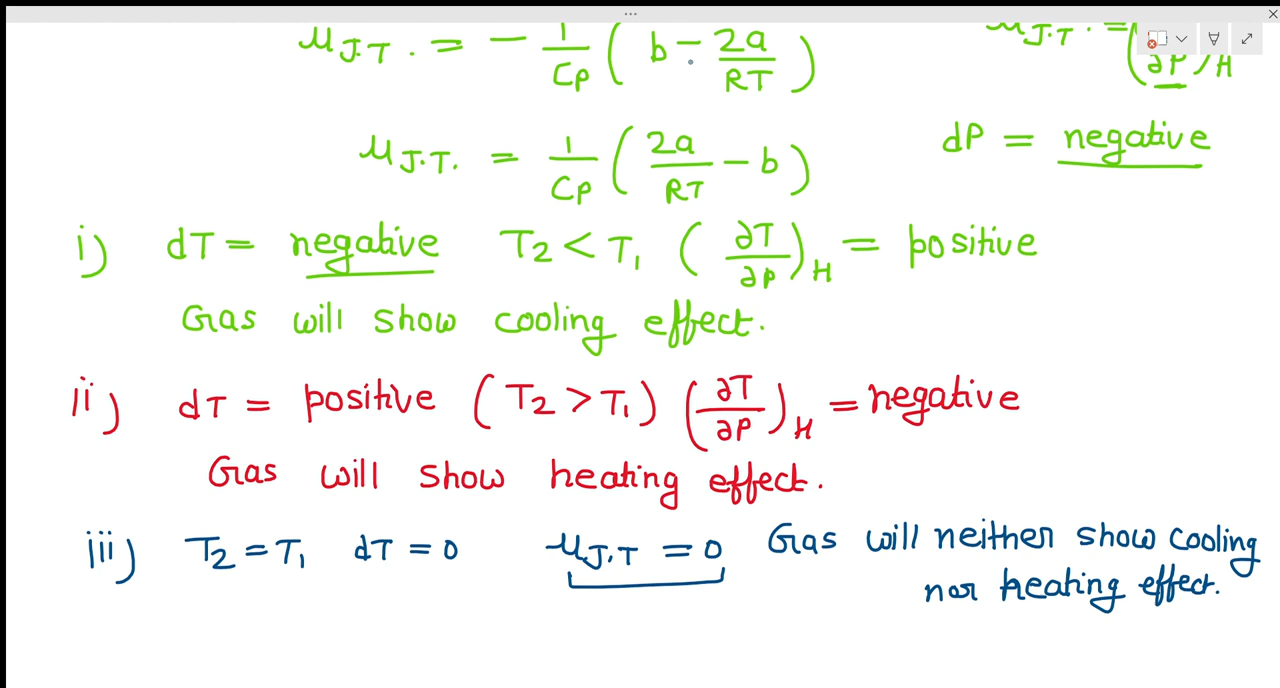 μJ.T. = - 1/Cp ( b - 2a/RT )
μJ.T. = (∂P)H
μJ.T. = 1/Cp ( 2a/RT - b )
dP = negative
i) dT = negative T2 < T1 ( ∂T/∂P )H = positive
Gas will show cooling effect.
ii) dT = positive ( T2 > T1 ) ( ∂T/∂P )H = negative
Gas will show heating effect.
iii) T2 = T1 dT = 0 μJ.T = 0 Gas will neither show cooling
nor heating effect.